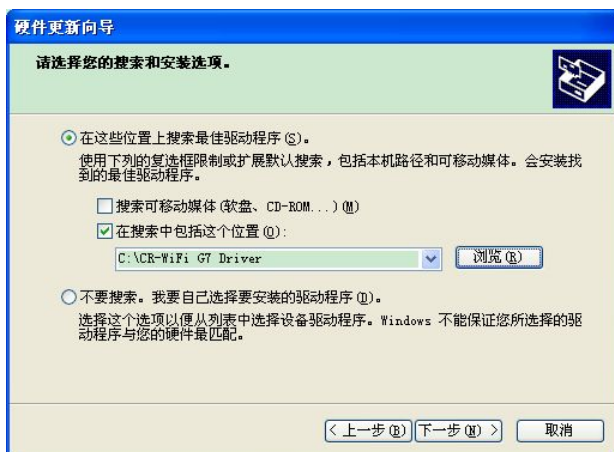 硬件更新向导
请选择您的搜索和安装选项。
在这些位置上搜索最佳驱动程序(S)。
使用下列的复选框限制或扩展默认搜索，包括本机路径和可移动媒体。会安装找
到的最佳驱动程序。
搜索可移动媒体(软盘、CD-ROM...)(M)
在搜索中包括这个位置(O):
C:\CR-WiFi G7 Driver
浏览(R)
不要搜索。我要自己选择要安装的驱动程序(D)。
选择这个选项以便从列表中选择设备驱动程序。Windows 不能保证您所选择的驱
动程序与您的硬件最匹配。
< 上一步(B) 下一步(N) > 取消